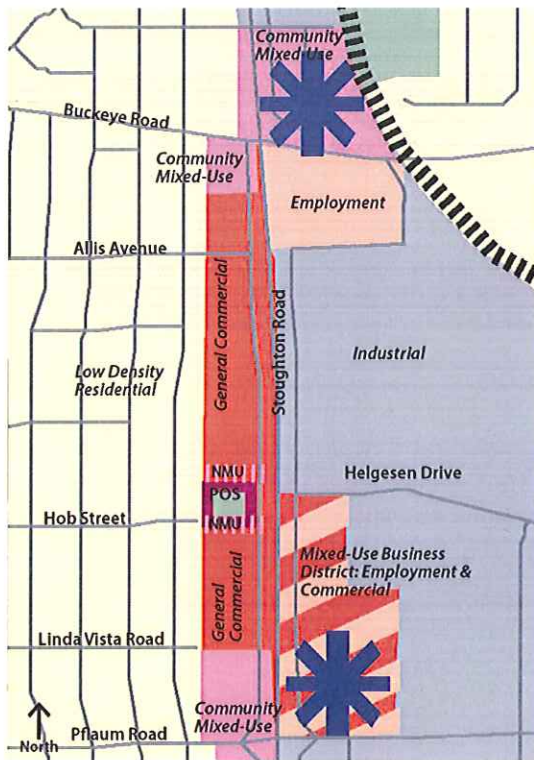 Community
Mixed-Use
Buckeye Road
Community
Mixed-Use
Employment
Allis Avenue
General Commercial
Stoughton Road
Industrial
Low Density
Residential
NMU
Helgesen Drive
POS
Hob Street
NMU
Mixed-Use Business
District: Employment &
Commercial
General
Commercial
Linda Vista Road
Community
Mixed-Use
Pflaum Road
North